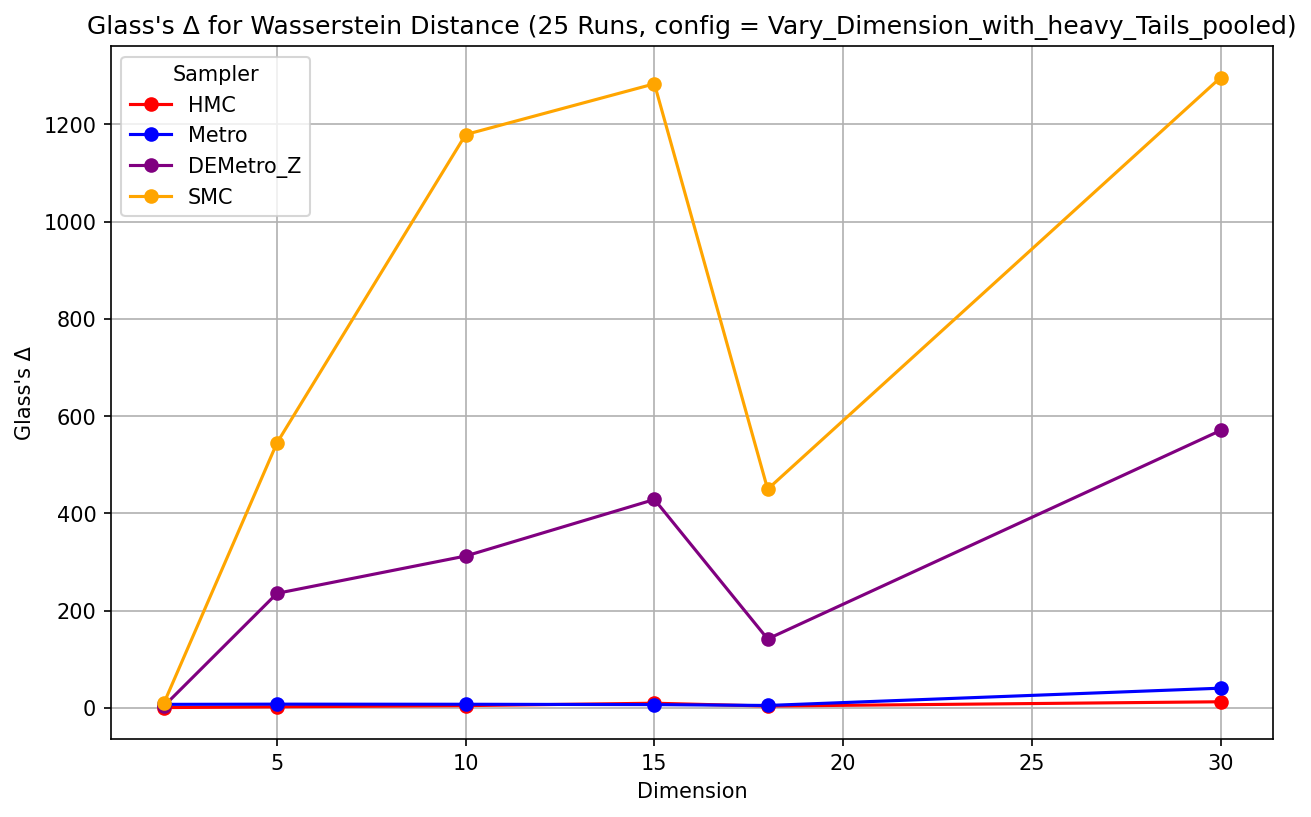 Glass's Δ for Wasserstein Distance (25 Runs, config = Vary_Dimension_with_heavy_Tails_pooled)
Sampler
HMC
Metro
DEMetro_Z
SMC
Glass's Δ
1200
1000
800
600
400
200
0
5 10 15 20 25 30
Dimension